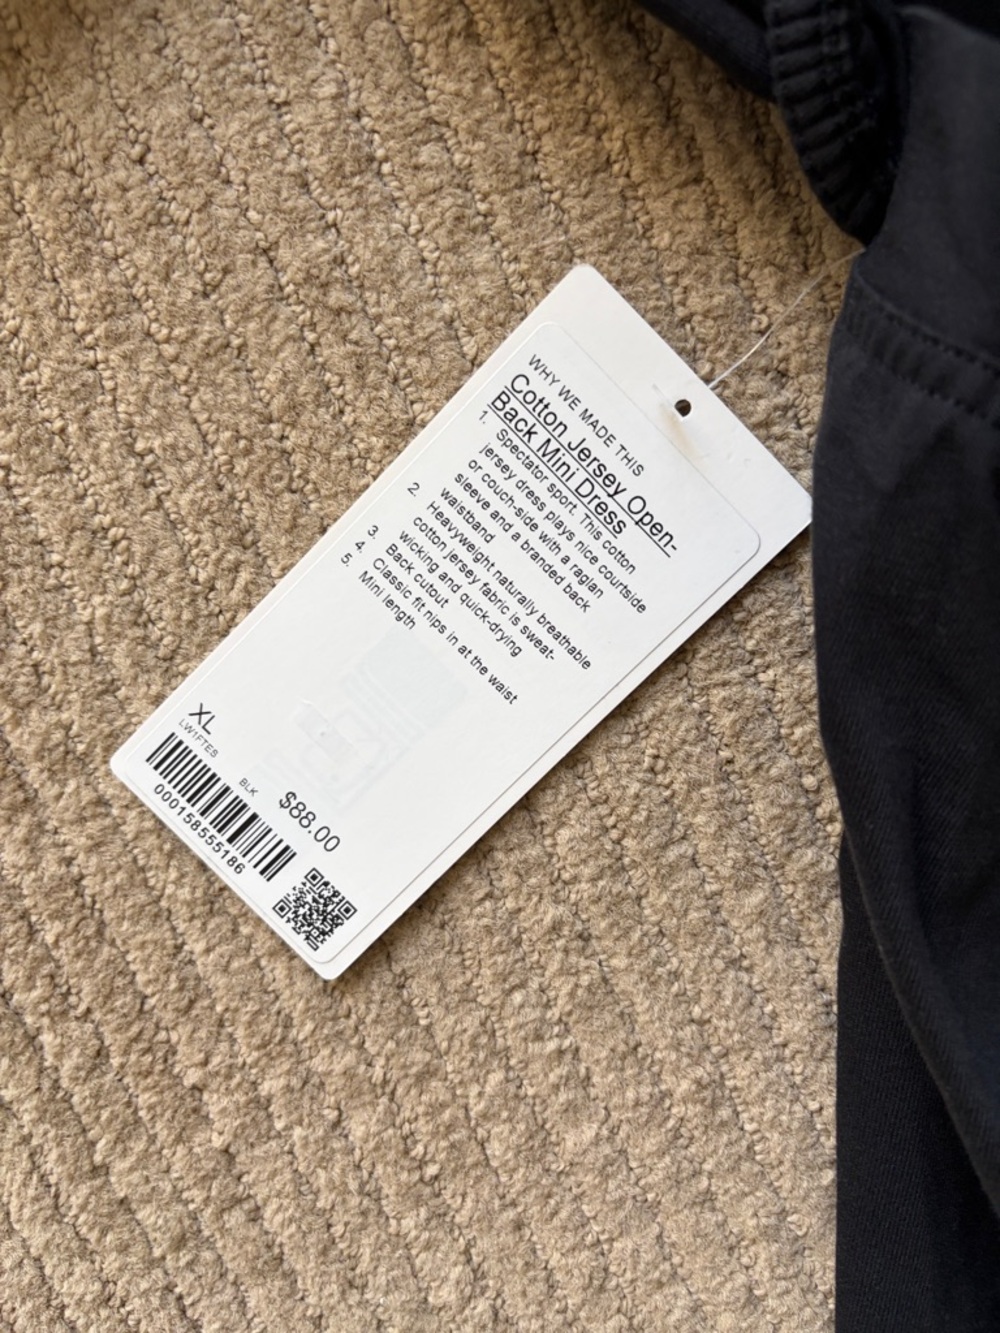 WHY WE MADE THIS
Cotton Jersey Open-
Back Mini Dress
1. Spectator sport. This cotton
jersey dress plays nice courtside
or couch-side with a raglan
sleeve and a branded back
waistband
2. Heavyweight naturally breathable
cotton jersey fabric is sweat-
wicking and quick-drying
3. Back cutout
4. Classic fit nips in at the waist
5. Mini length
XL
LW1FTES BLK
$88.00
000158555186